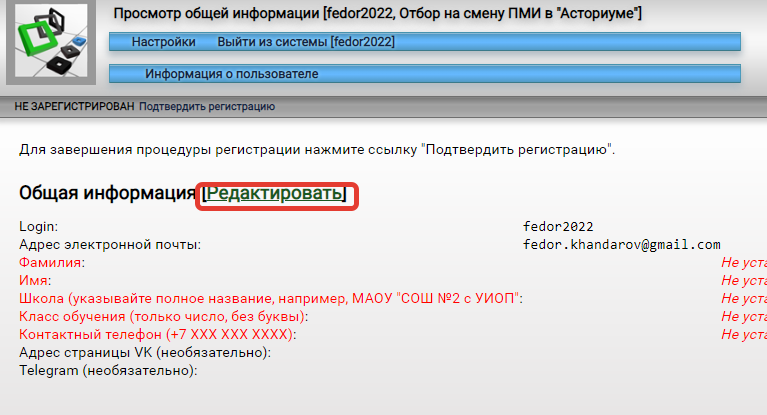 Просмотр общей информации [fedor2022, Отбор на смену ПМИ в "Асториуме"]
Настройки Выйти из системы [fedor2022]
Информация о пользователе
НЕ ЗАРЕГИСТРИРОВАН Подтвердить регистрацию
Для завершения процедуры регистрации нажмите ссылку "Подтвердить регистрацию".
Общая информация [Редактировать]
Login: fedor2022
Адрес электронной почты: fedor.khandarov@gmail.com
Фамилия: Не уста
Имя: Не уста
Школа (указывайте полное название, например, МАОУ "СОШ №2 с УИОП": Не уста
Класс обучения (только число, без буквы): Не уста
Контактный телефон (+7 XXX XXX XXXX): Не уста
Адрес страницы VK (необязательно):
Telegram (необязательно):